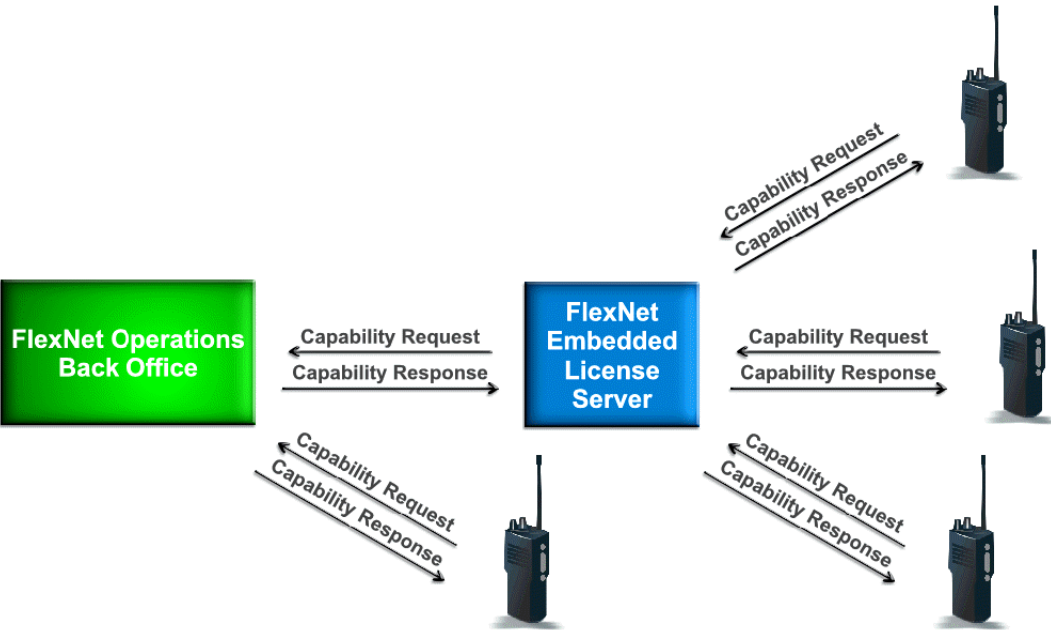 Capability Request
Capability Response
FlexNet Operations
Back Office
Capability Request
Capability Response
FlexNet
Embedded
License
Server
Capability Request
Capability Response
Capability Request
Capability Response
Capability Request
Capability Response